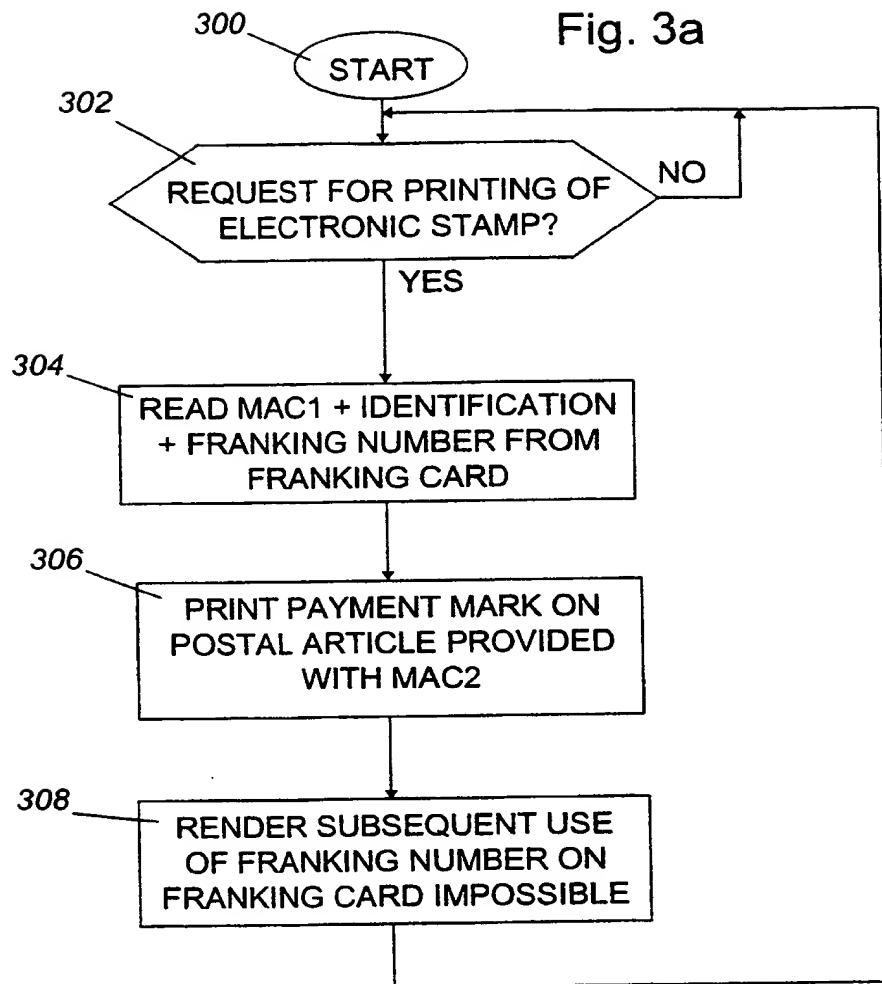 Fig. 3a
300
START
302
REQUEST FOR PRINTING OF
ELECTRONIC STAMP?
NO
YES
304
READ MAC1 + IDENTIFICATION
+ FRANKING NUMBER FROM
FRANKING CARD
306
PRINT PAYMENT MARK ON
POSTAL ARTICLE PROVIDED
WITH MAC2
308
RENDER SUBSEQUENT USE
OF FRANKING NUMBER ON
FRANKING CARD IMPOSSIBLE